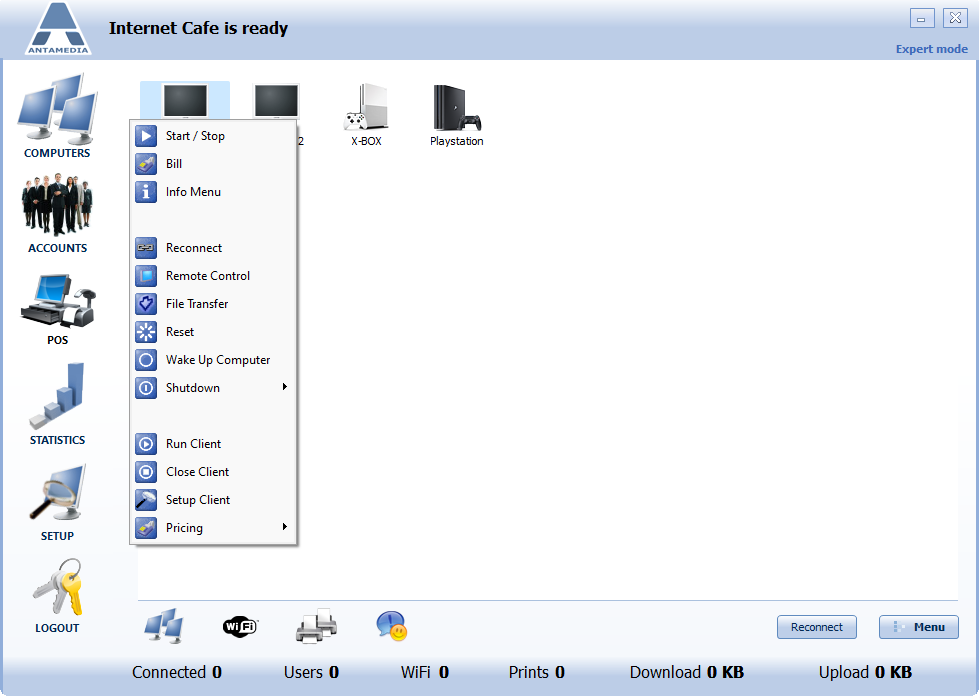 ANTAMEDIA
Internet Cafe is ready
Expert mode
COMPUTERS
ACCOUNTS
POS
STATISTICS
SETUP
LOGOUT
2
X-BOX
Playstation
Start / Stop
Bill
Info Menu
Reconnect
Remote Control
File Transfer
Reset
Wake Up Computer
Shutdown
Run Client
Close Client
Setup Client
Pricing
WiFi
Reconnect
Menu
Connected 0 Users 0 WiFi 0 Prints 0 Download 0 KB Upload 0 KB